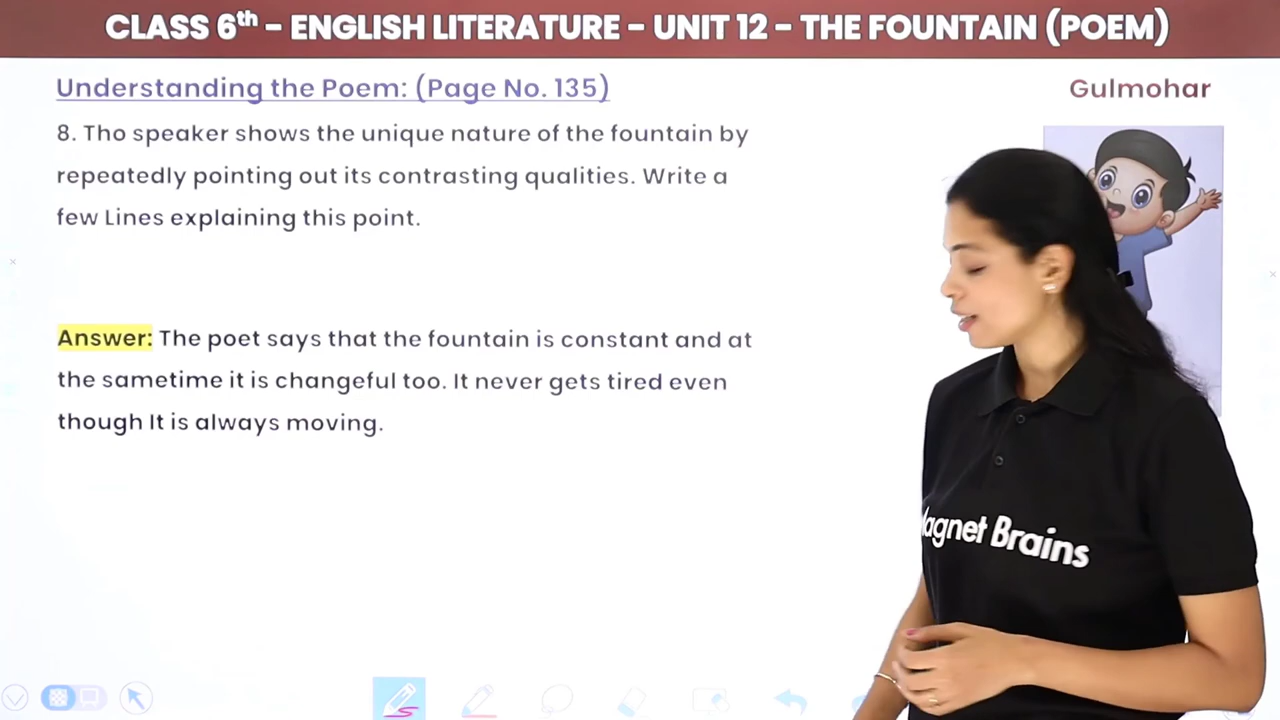 CLASS 6th - ENGLISH LITERATURE - UNIT 12 - THE FOUNTAIN (POEM)
Understanding the Poem: (Page No. 135)
Gulmohar
8. Tho speaker shows the unique nature of the fountain by
repeatedly pointing out its contrasting qualities. Write a
few Lines explaining this point.
Answer: The poet says that the fountain is constant and at
the sametime it is changeful too. It never gets tired even
though It is always moving.
agnet Brains